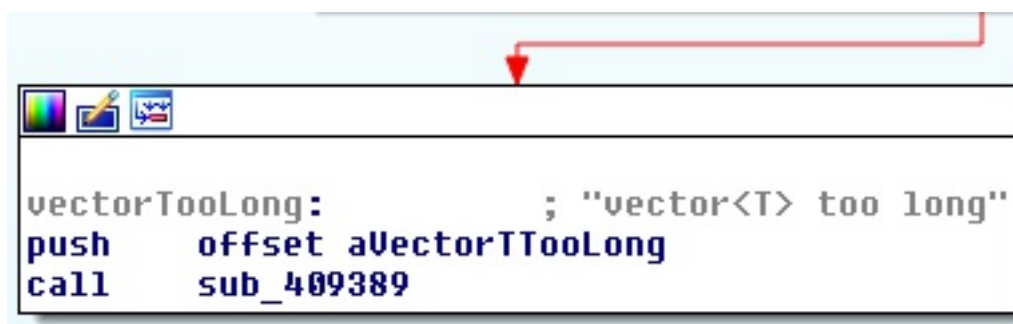 vectorTooLong: ; "vector<T> too long"
push offset aVectorTTooLong
call sub_409389